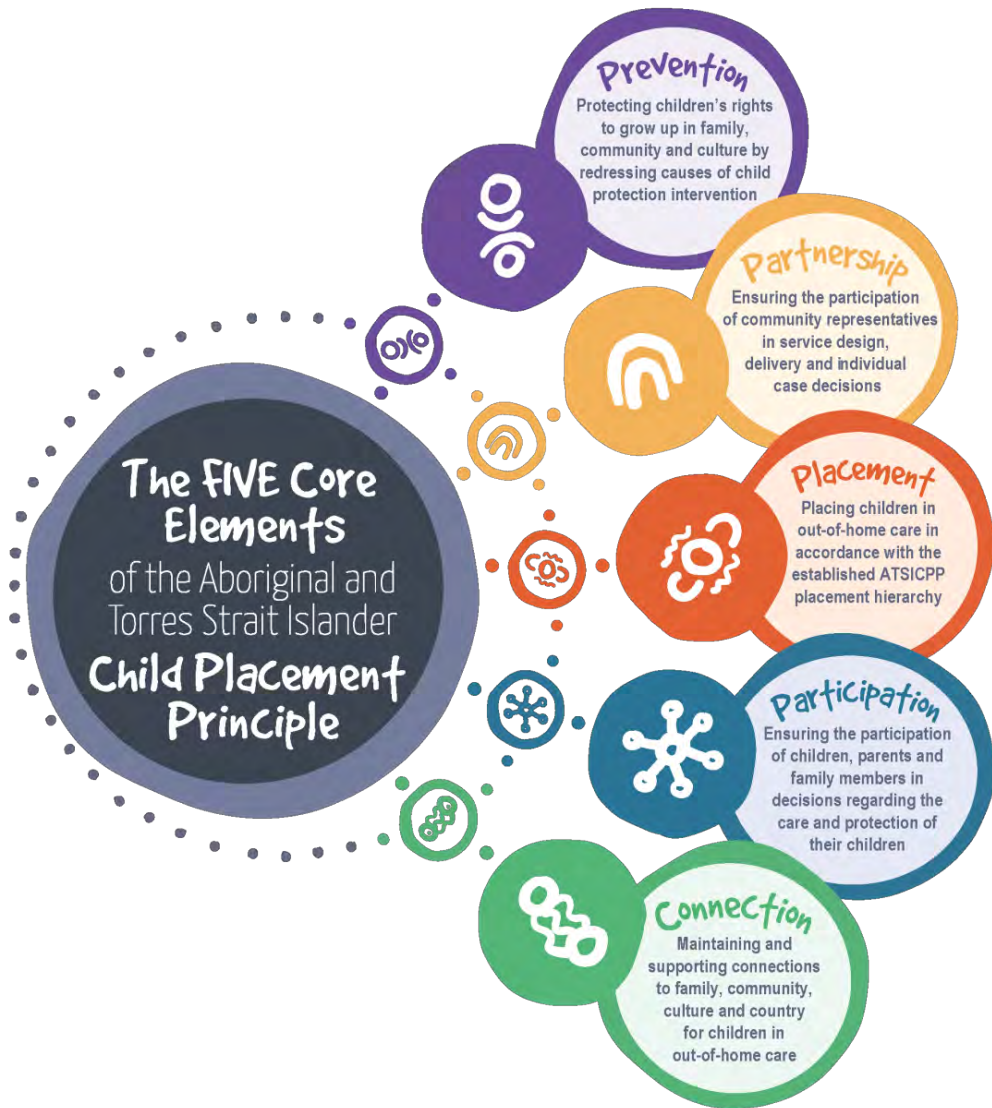 Prevention
Protecting children's rights
to grow up in family,
community and culture by
redressing causes of child
protection intervention
Partnership
Ensuring the participation
of community representatives
in service design,
delivery and individual
case decisions
The FIVE Core
Elements
of the Aboriginal and
Torres Strait Islander
Child Placement
Principle
Placement
Placing children in
out-of-home care in
accordance with the
established ATSICPP
placement hierarchy
Participation
Ensuring the participation
of children, parents and
family members in
decisions regarding the
care and protection of
their children
Connection
Maintaining and
supporting connections
to family, community,
culture and country
for children in
out-of-home care